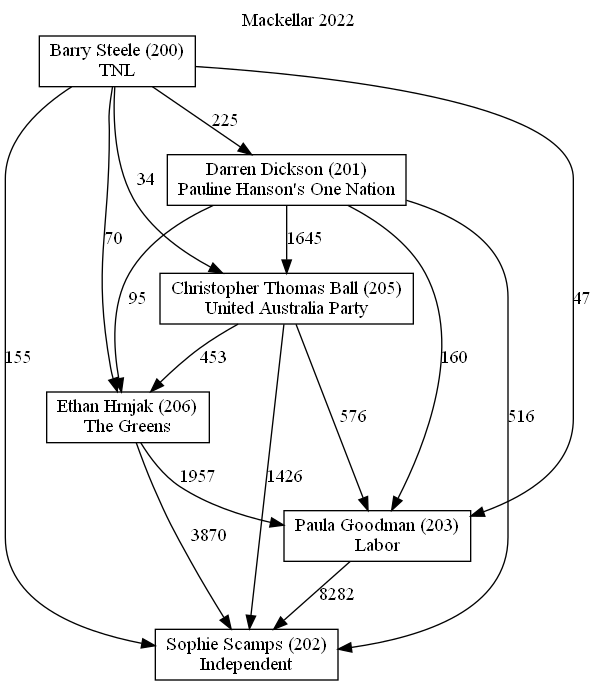 Mackellar 2022
Barry Steele (200)
TNL
225
Darren Dickson (201)
Pauline Hanson's One Nation
34
70
1645
95
Christopher Thomas Ball (205)
United Australia Party
47
155
453
160
576
516
Ethan Hrnjak (206)
The Greens
1957
1426
3870
Paula Goodman (203)
Labor
8282
Sophie Scamps (202)
Independent